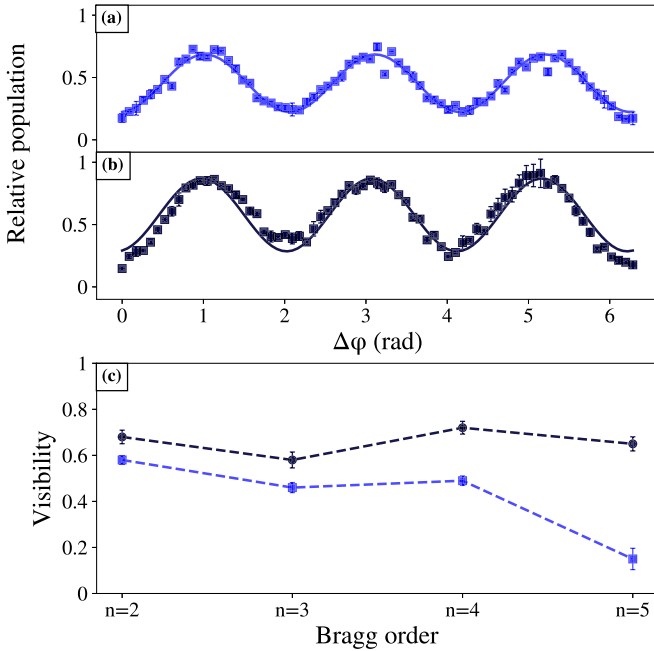 (a)
1
0.5
0
Relative population
(b)
1
0.5
0
0 1 2 3 4 5 6
Δφ (rad)
(c)
1
0.8
0.6
0.4
0.2
0
Visibility
n=2 n=3 n=4 n=5
Bragg order